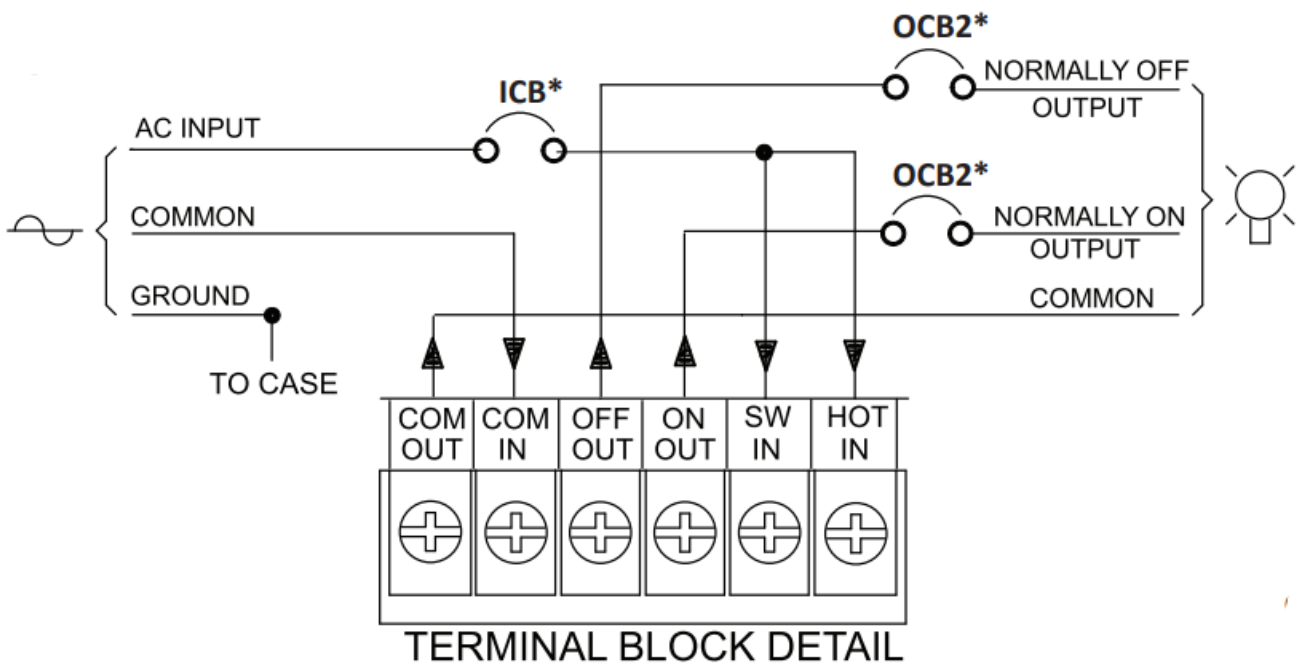 OCB2*
NORMALLY OFF
OUTPUT
ICB*
AC INPUT
OCB2*
COMMON
NORMALLY ON
OUTPUT
GROUND
COMMON
TO CASE
COM OUT
COM IN
OFF OUT
ON OUT
SW IN
HOT IN
TERMINAL BLOCK DETAIL